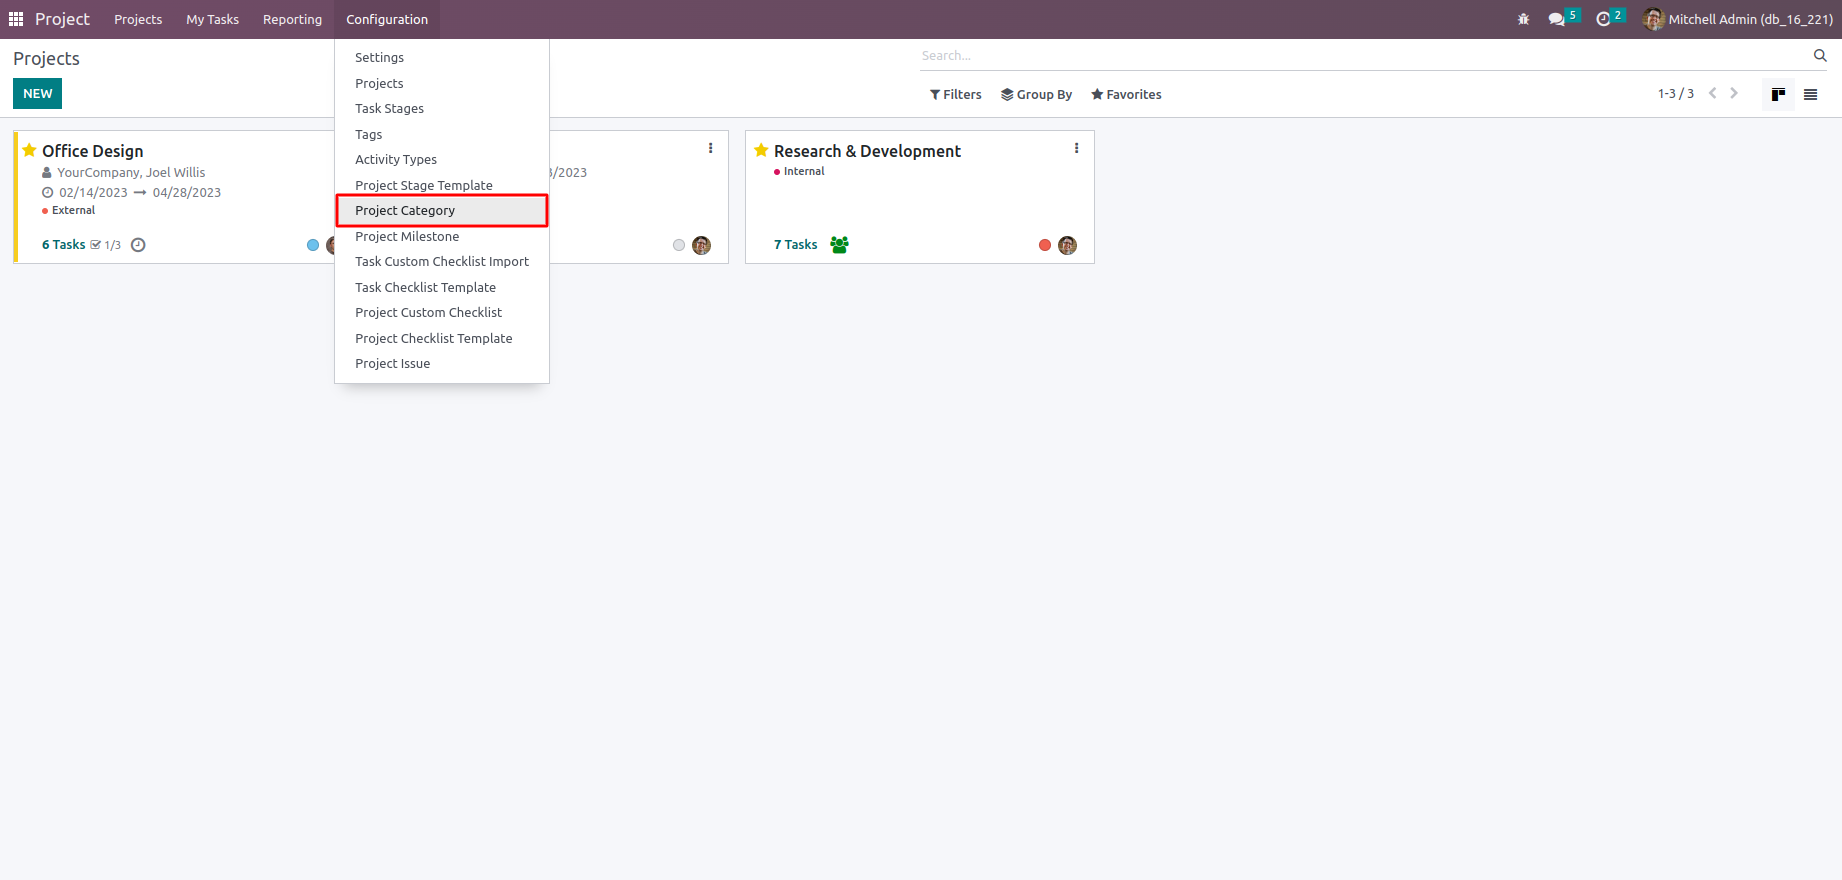 Project Projects My Tasks Reporting Configuration 5 2 Mitchell Admin (db_16_221)
Projects
Search...
NEW
Filters Group By Favorites
1-3 / 3
Settings
Projects
Task Stages
Tags
Activity Types
Project Stage Template
Project Category
Project Milestone
Task Custom Checklist Import
Task Checklist Template
Project Custom Checklist
Project Checklist Template
Project Issue
Office Design
YourCompany, Joel Willis
02/14/2023 → 04/28/2023
External
6 Tasks 1/3
3/2023
Research & Development
Internal
7 Tasks